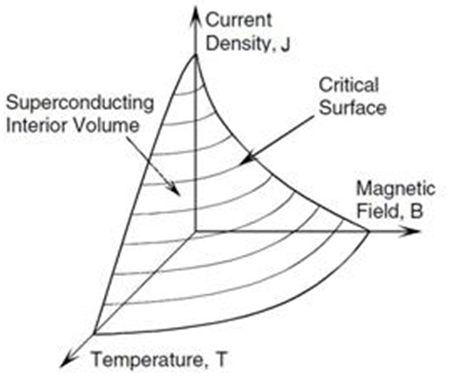 Current
Density, J
Critical
Surface
Superconducting
Interior Volume
Magnetic
Field, B
Temperature, T